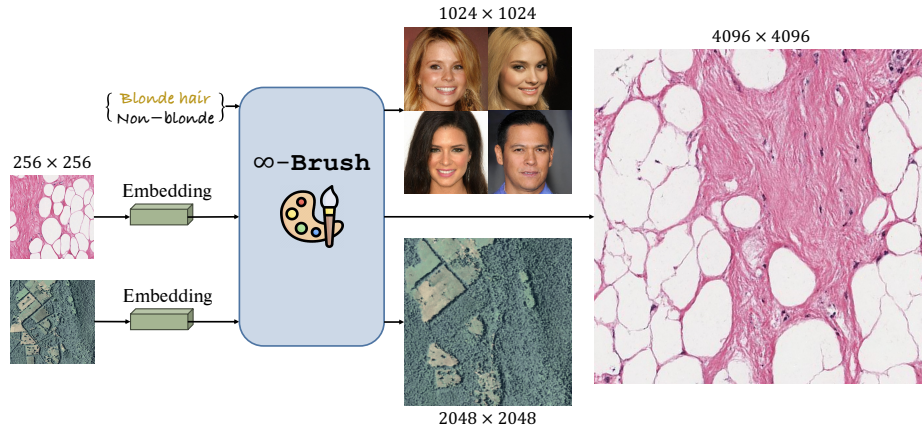 1024 × 1024
4096 × 4096
Blonde hair
Non−blonde
256 × 256
∞-Brush
Embedding
Embedding
2048 × 2048